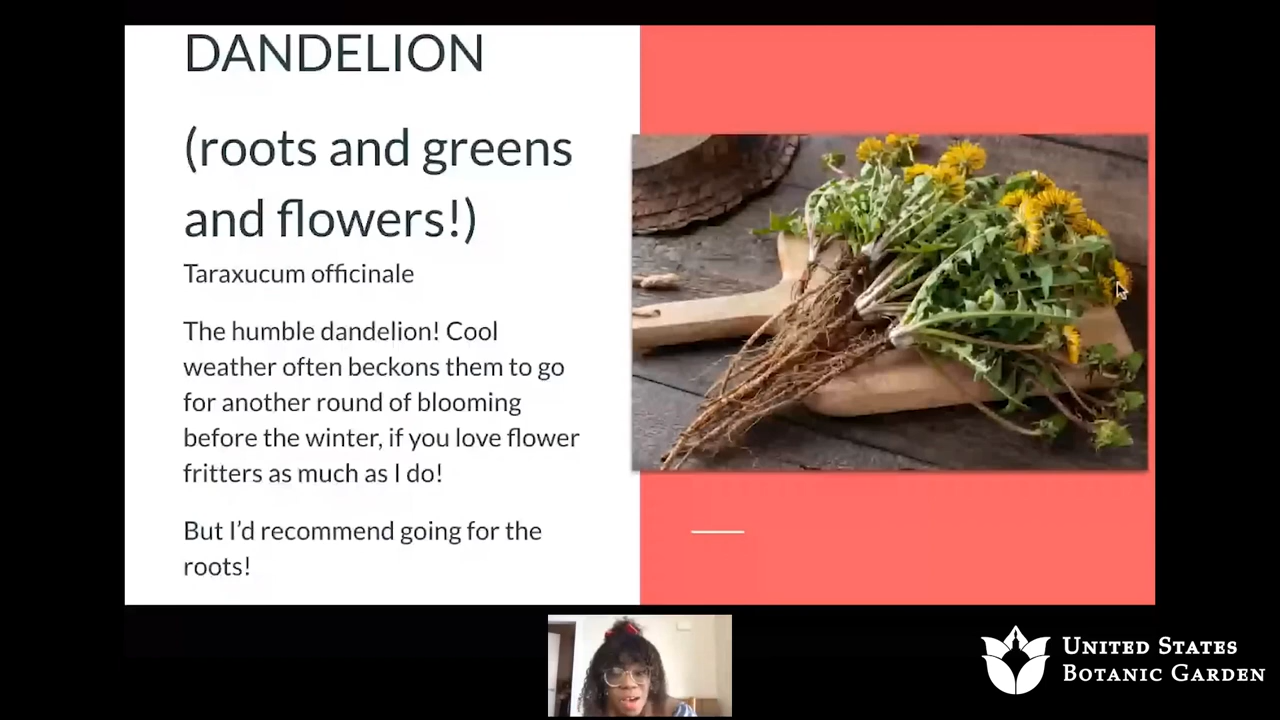 DANDELION
(roots and greens
and flowers!)
Taraxucum officinale
The humble dandelion! Cool
weather often beckons them to go
for another round of blooming
before the winter, if you love flower
fritters as much as I do!
But I’d recommend going for the
roots!
UNITED STATES
BOTANIC GARDEN